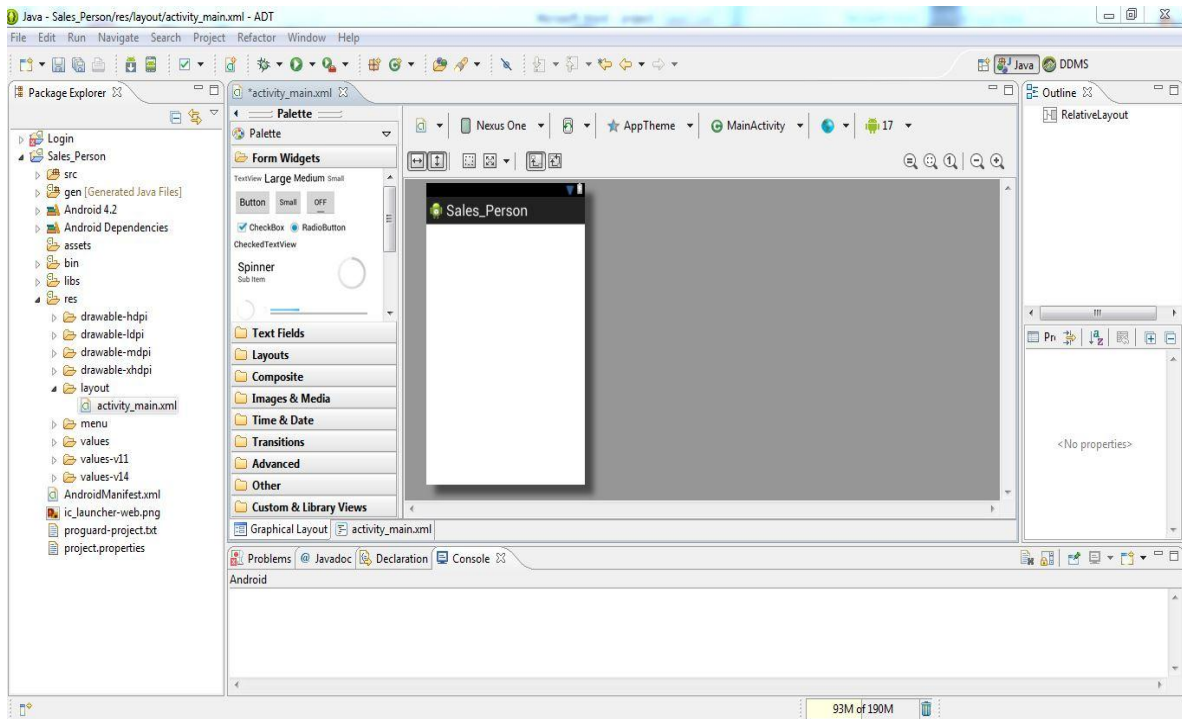 Java - Sales_Person/res/layout/activity_main.xml - ADT
File Edit Run Navigate Search Project Refactor Window Help
Java DDMS
Package Explorer
Login
Sales_Person
src
gen [Generated Java Files]
Android 4.2
Android Dependencies
assets
bin
libs
res
drawable-hdpi
drawable-ldpi
drawable-mdpi
drawable-xhdpi
layout
activity_main.xml
menu
values
values-v11
values-v14
AndroidManifest.xml
ic_launcher-web.png
proguard-project.txt
project.properties
*activity_main.xml
Palette
Palette
Form Widgets
TextView Large Medium Small
Button Small OFF
CheckBox RadioButton
CheckedTextView
Spinner
Sub Item
Text Fields
Layouts
Composite
Images & Media
Time & Date
Transitions
Advanced
Other
Custom & Library Views
Graphical Layout activity_main.xml
Nexus One AppTheme MainActivity 17
Sales_Person
Outline
RelativeLayout
Pr
<No properties>
Problems @ Javadoc Declaration Console
Android
93M of 190M